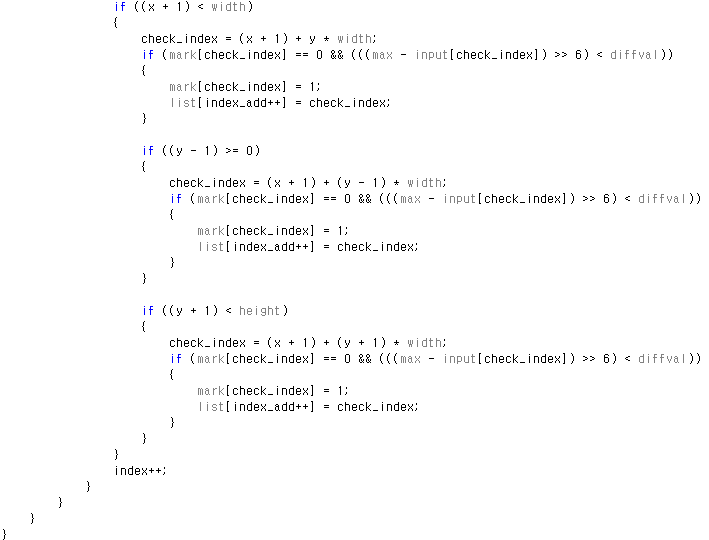 if ((x + 1) < width)
{
check_index = (x + 1) + y * width;
if (mark[check_index] == 0 && (((max - input[check_index]) >> 6) < diffval))
{
mark[check_index] = 1;
list[index_add++] = check_index;
}
if ((y - 1) >= 0)
{
check_index = (x + 1) + (y - 1) * width;
if (mark[check_index] == 0 && (((max - input[check_index]) >> 6) < diffval))
{
mark[check_index] = 1;
list[index_add++] = check_index;
}
}
if ((y + 1) < height)
{
check_index = (x + 1) + (y + 1) * width;
if (mark[check_index] == 0 && (((max - input[check_index]) >> 6) < diffval))
{
mark[check_index] = 1;
list[index_add++] = check_index;
}
}
}
index++;
}
}
}
}